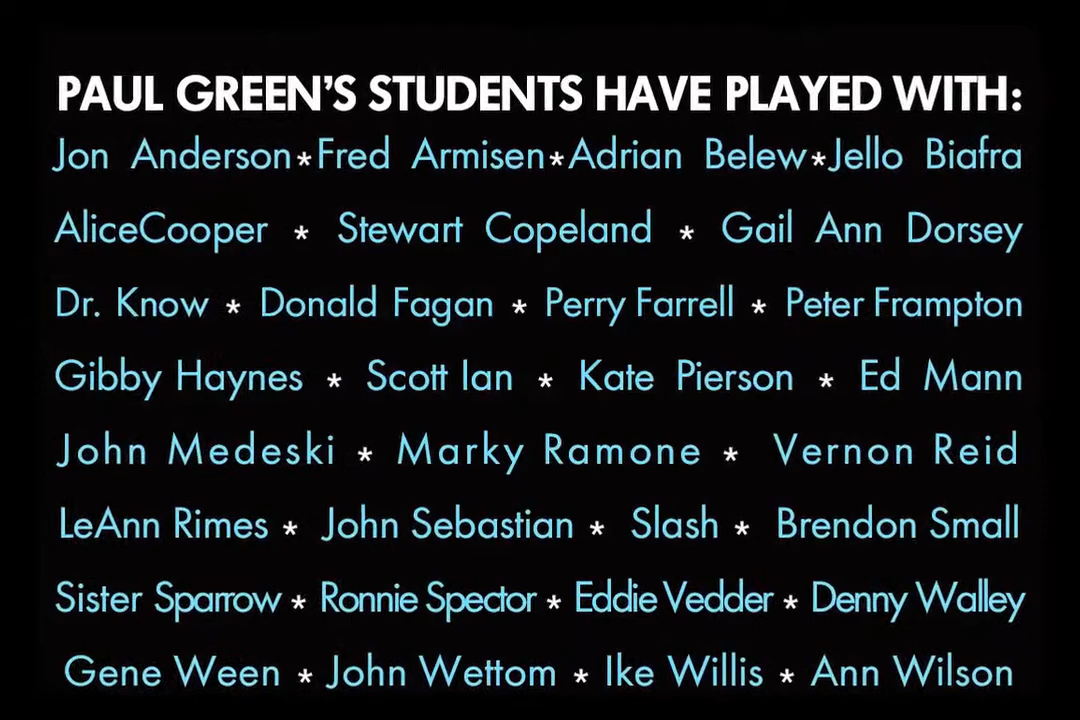 PAUL GREEN'S STUDENTS HAVE PLAYED WITH:
Jon Anderson*Fred Armisen*Adrian Belew*Jello Biafra
AliceCooper * Stewart Copeland * Gail Ann Dorsey
Dr. Know * Donald Fagan * Perry Farrell * Peter Frampton
Gibby Haynes * Scott Ian * Kate Pierson * Ed Mann
John Medeski * Marky Ramone * Vernon Reid
LeAnn Rimes * John Sebastian * Slash * Brendon Small
Sister Sparrow * Ronnie Spector * Eddie Vedder * Denny Walley
Gene Ween * John Wettom * Ike Willis * Ann Wilson